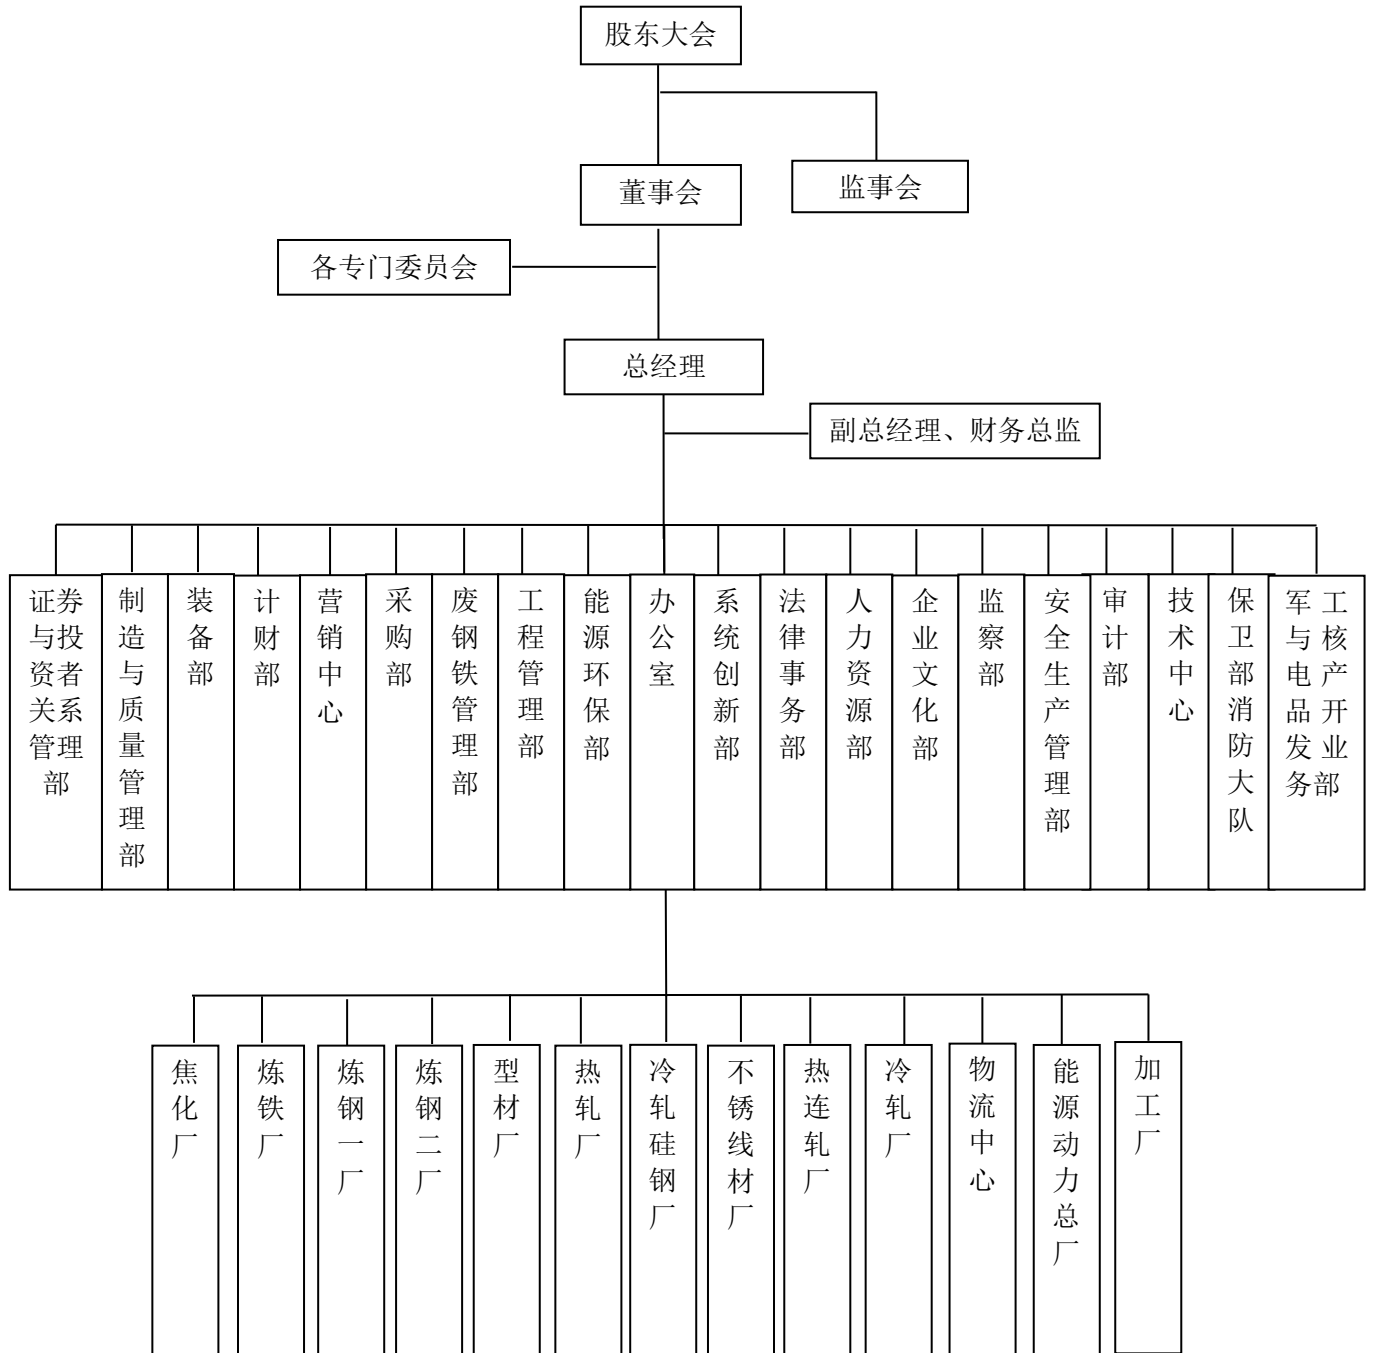 股东大会
董事会
监事会
各专门委员会
总经理
副总经理、财务总监
证券
与投
资者
关系
管理
部
制造与质量管理部
装备部
计财部
营销中心
采购部
废钢铁管理部
工程管理部
能源环保部
办公室
系统创新部
法律事务部
人力资源部
企业文化部
监察部
安全生产管理部
审计部
技术中心
保卫部消防大队
军工
与核
电产
品开
发业
务部
焦化厂
炼铁厂
炼钢一厂
炼钢二厂
型材厂
热轧厂
冷轧硅钢厂
不锈线材厂
热连轧厂
冷轧厂
物流中心
能源动力总厂
加工厂